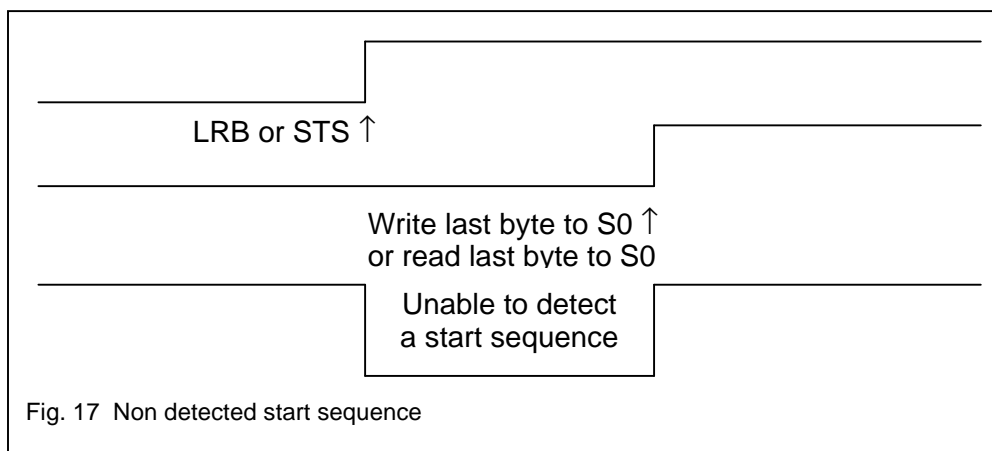 LRB or STS ↑
Write last byte to S0 ↑
or read last byte to S0
Unable to detect
a start sequence
Fig. 17 Non detected start sequence